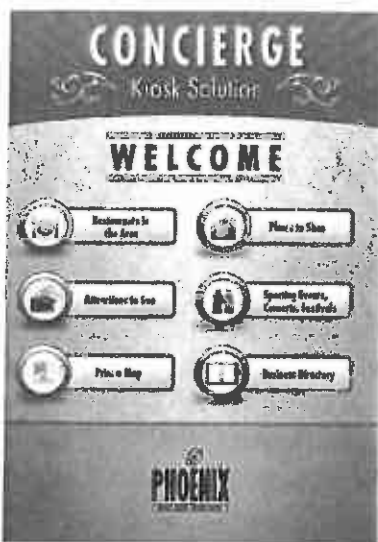 CONCIERGE
Kiosk Solution
WELCOME
Restaurants in
the Area
Places to Shop
Attractions to See
Sporting Events,
Concerts, Festivals
Print a Map
Business Directory
PHOENIX